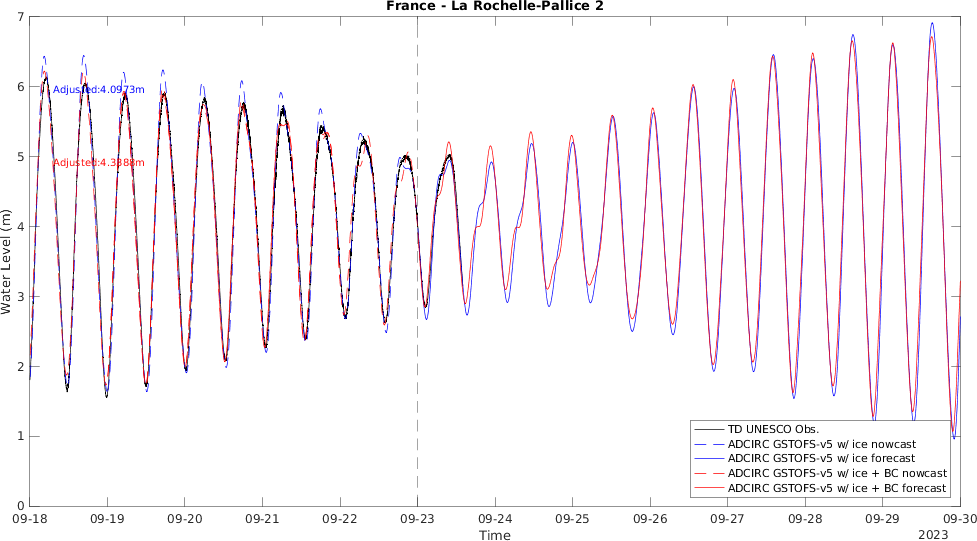 France - La Rochelle-Pallice 2
7
6
5
4
3
2
1
0
Water Level (m)
Adjusted:4.0973m
Adjusted:4.3388m
TD UNESCO Obs.
ADCIRC GSTOFS-v5 w/ ice nowcast
ADCIRC GSTOFS-v5 w/ ice forecast
ADCIRC GSTOFS-v5 w/ ice + BC nowcast
ADCIRC GSTOFS-v5 w/ ice + BC forecast
09-18 09-19 09-20 09-21 09-22 09-23 09-24 09-25 09-26 09-27 09-28 09-29 09-30
Time 2023